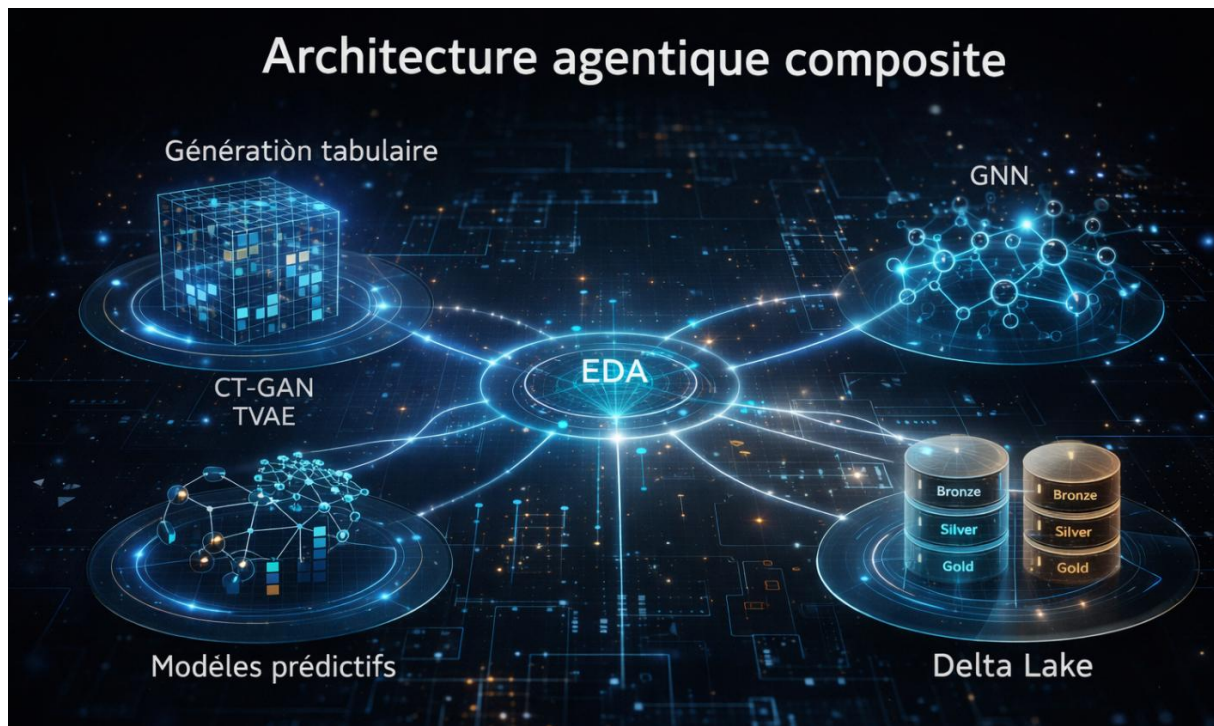 Architecture agentique composite
Génératiòn tabulaire
GNN
EDA
CT-GAN
TVAE
Bronze
Silver
Gold
Bronze
Silver
Gold
Modèles prédictifs
Delta Lake